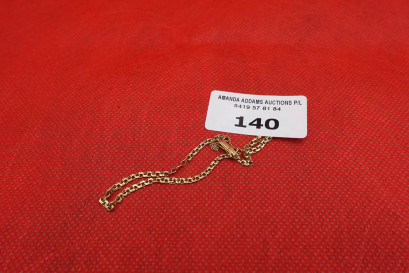 AMANDA ADDAMS AUCTIONS P/L
0419 57 81 84
140